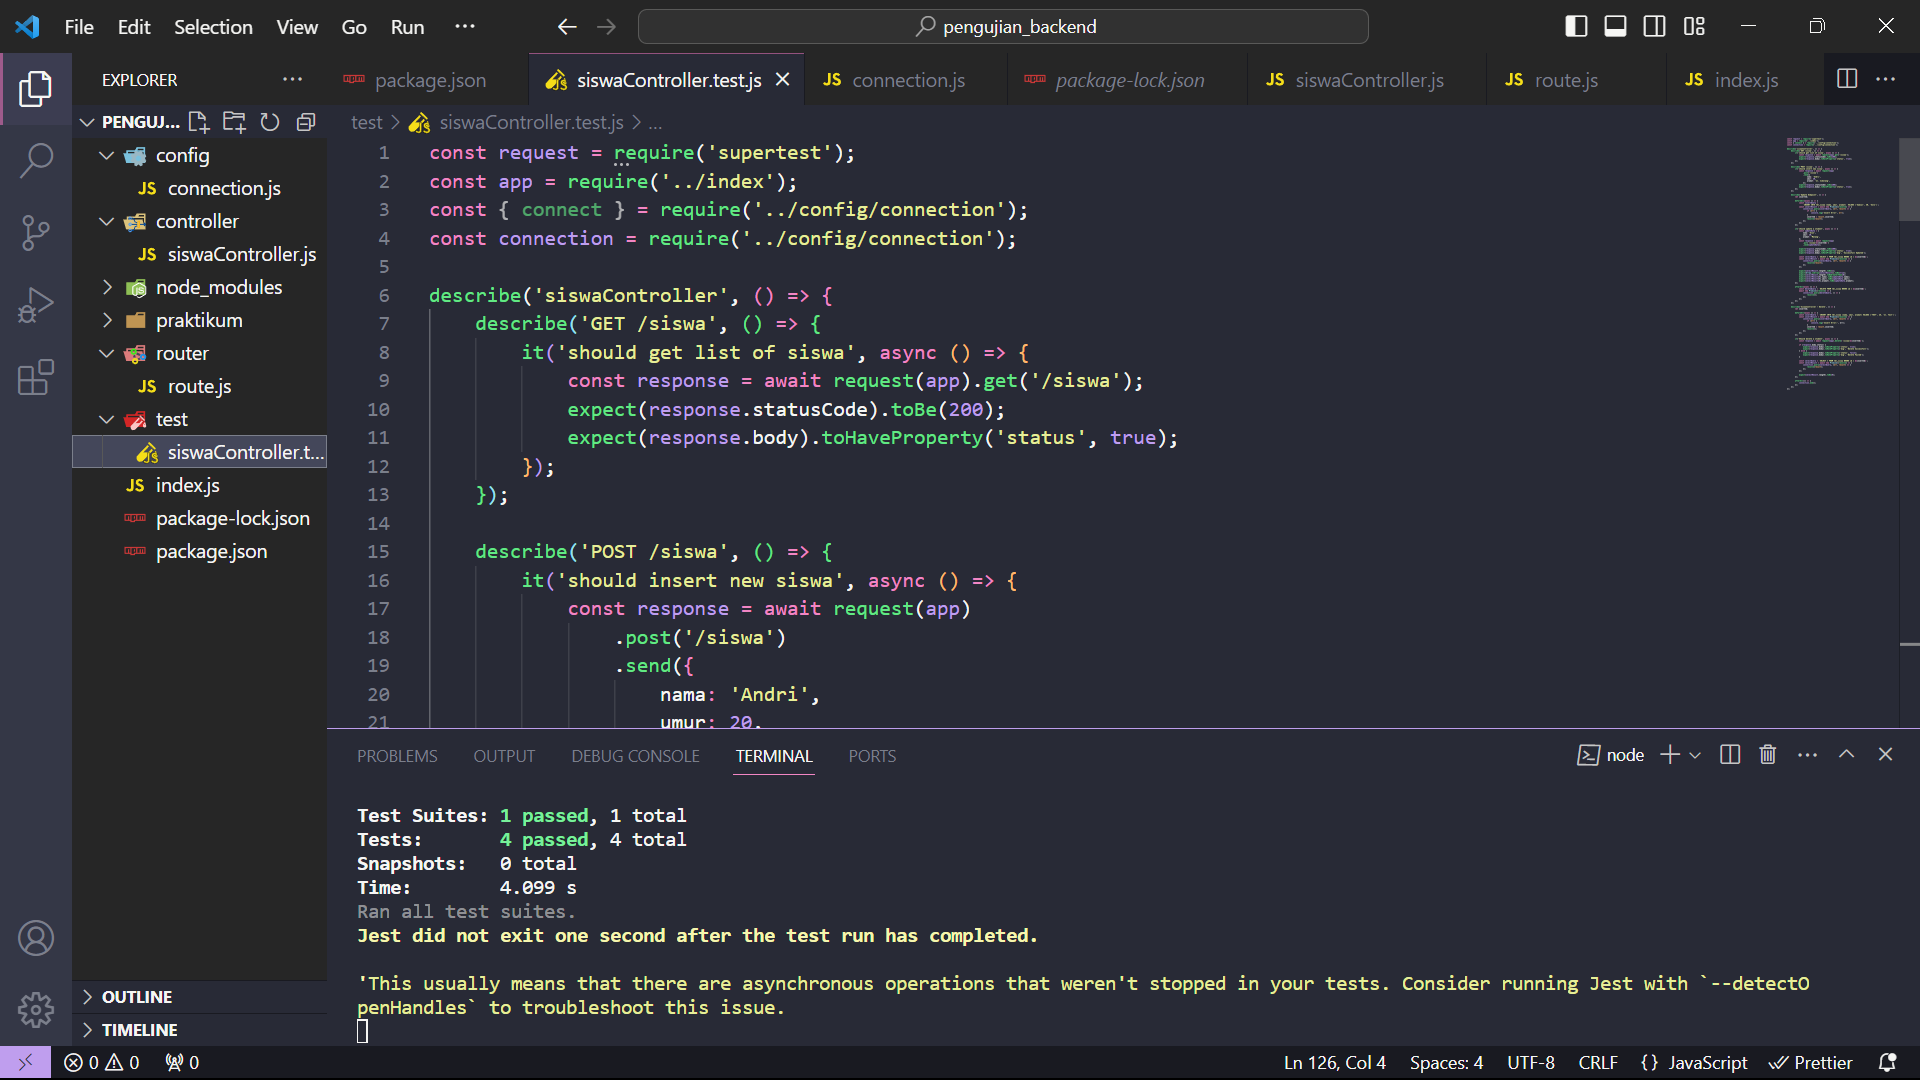 File Edit Selection View Go Run ... pengujian_backend
EXPLORER ...
package.json siswaController.test.js connection.js package-lock.json siswaController.js route.js index.js
PENGUJ...
config
connection.js
controller
siswaController.js
node_modules
praktikum
router
route.js
test
siswaController.t...
index.js
package-lock.json
package.json
OUTLINE
TIMELINE
test > siswaController.test.js > ...
1 const request = require('supertest');
2 const app = require('../index');
3 const { connect } = require('../config/connection');
4 const connection = require('../config/connection');
5
6 describe('siswaController', () => {
7 describe('GET /siswa', () => {
8 it('should get list of siswa', async () => {
9 const response = await request(app).get('/siswa');
10 expect(response.statusCode).toBe(200);
11 expect(response.body).toHaveProperty('status', true);
12 });
13 });
14
15 describe('POST /siswa', () => {
16 it('should insert new siswa', async () => {
17 const response = await request(app)
18 .post('/siswa')
19 .send({
20 nama: 'Andri',
21 umur: 20,
PROBLEMS OUTPUT DEBUG CONSOLE TERMINAL PORTS node
Test Suites: 1 passed, 1 total
Tests: 4 passed, 4 total
Snapshots: 0 total
Time: 4.099 s
Ran all test suites.
Jest did not exit one second after the test run has completed.
'This usually means that there are asynchronous operations that weren't stopped in your tests. Consider running Jest with `--detectO
penHandles` to troubleshoot this issue.
0 0 0 Ln 126, Col 4 Spaces: 4 UTF-8 CRLF {} JavaScript Prettier